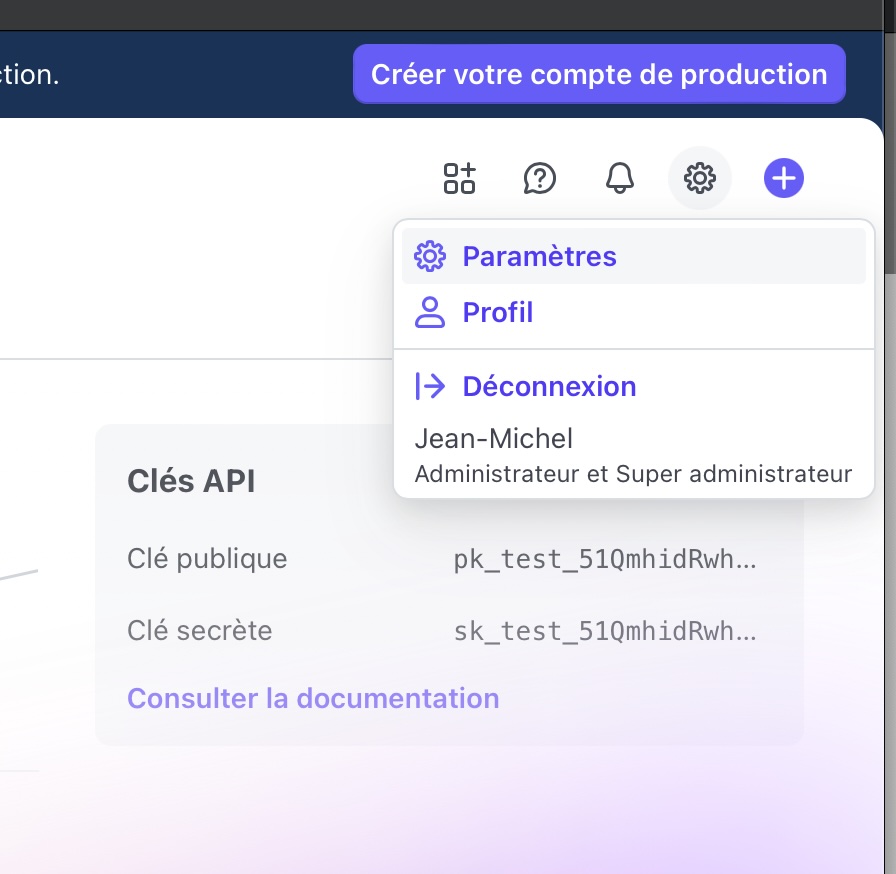 ction.
Créer votre compte de production
Paramètres
Profil
Déconnexion
Jean-Michel
Administrateur et Super administrateur
Clés API
Clé publique pk_test_51QmhidRwh...
Clé secrète sk_test_51QmhidRwh...
Consulter la documentation